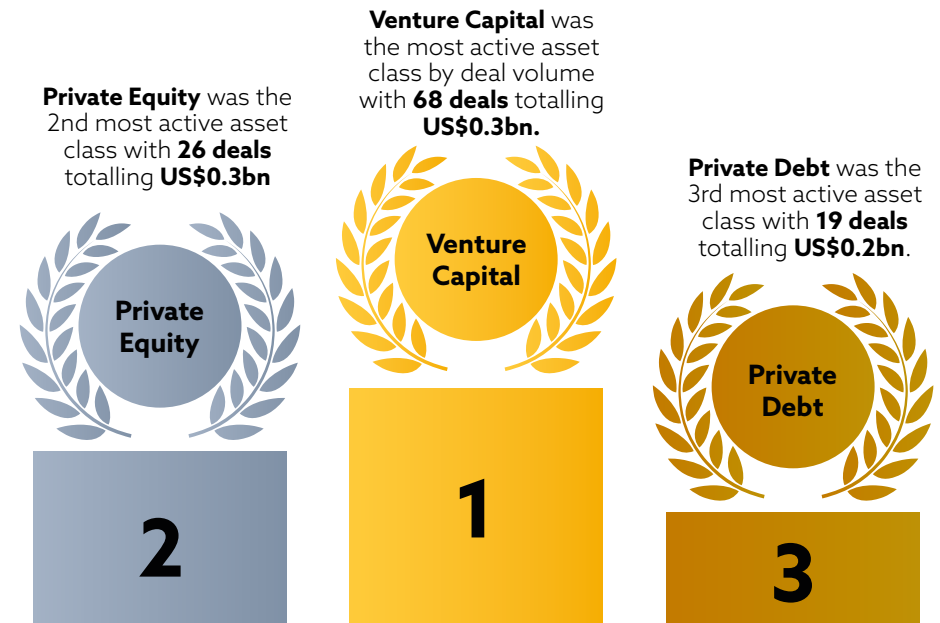 Private Equity was the
2nd most active asset
class with 26 deals
totalling US$0.3bn
Private
Equity
2
Venture Capital was
the most active asset
class by deal volume
with 68 deals totalling
US$0.3bn.
Venture
Capital
1
Private Debt was the
3rd most active asset
class with 19 deals
totalling US$0.2bn.
Private
Debt
3